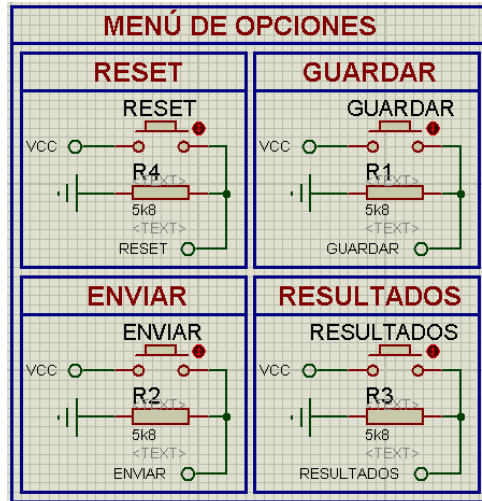 MENÚ DE OPCIONES
RESET
RESET
VCC
R4
<TEXT>
5k8
<TEXT>
RESET
GUARDAR
GUARDAR
VCC
R1
<TEXT>
5k8
<TEXT>
GUARDAR
ENVIAR
ENVIAR
VCC
R2
<TEXT>
5k8
<TEXT>
ENVIAR
RESULTADOS
RESULTADOS
VCC
R3
<TEXT>
5k8
<TEXT>
RESULTADOS